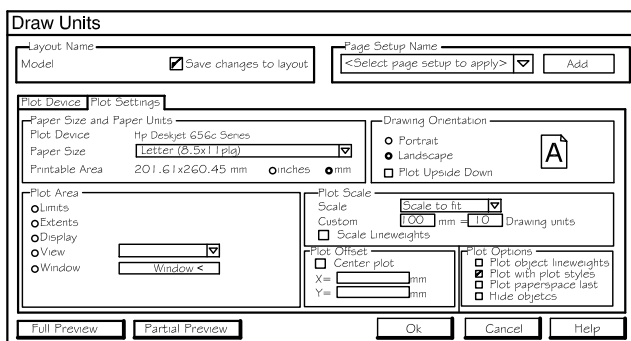 Draw Units
Layout Name
Model
Save changes to layout
Page Setup Name
<Select page setup to apply>
Add
Plot Device
Plot Settings
Paper Size and Paper Units
Plot Device Hp Deskjet 656c Series
Paper Size Letter (8.5x11plg)
Printable Area 201.61x260.45 mm inches mm
Drawing Orientation
Portrait
Landscape
Plot Upside Down
A
Plot Area
Limits
Extents
Display
View
Window Window <
Plot Scale
Scale Scale to fit
Custom 100 mm = 10 Drawing units
Scale Lineweights
Plot Offset
Center plot
X= mm
Y= mm
Plot Options
Plot object lineweights
Plot with plot styles
Plot paperspace last
Hide objetcs
Full Preview
Partial Preview
Ok
Cancel
Help